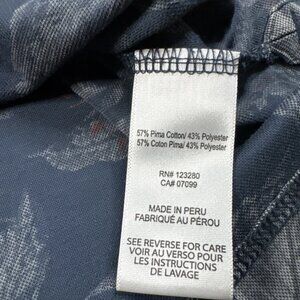 57% Pima Cotton/ 43% Polyester
57% Coton Pima/ 43% Polyester
RN# 123280
CA# 07099
MADE IN PERU
FABRIQUÉ AU PÉROU
SEE REVERSE FOR CARE
VOIR AU VERSO POUR
LES INSTRUCTIONS
DE LAVAGE